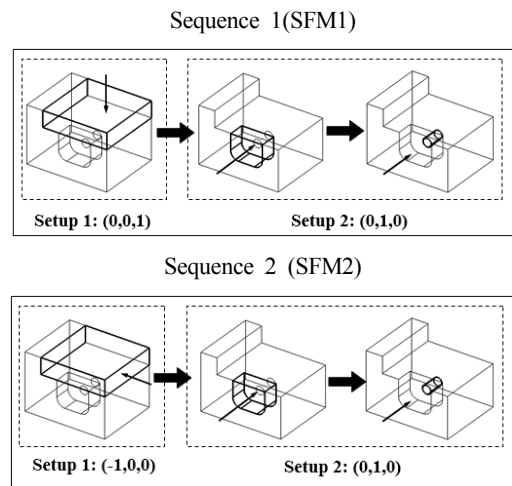 Sequence 1(SFM1)
Setup 1: (0,0,1)
Setup 2: (0,1,0)
Sequence 2 (SFM2)
Setup 1: (-1,0,0)
Setup 2: (0,1,0)